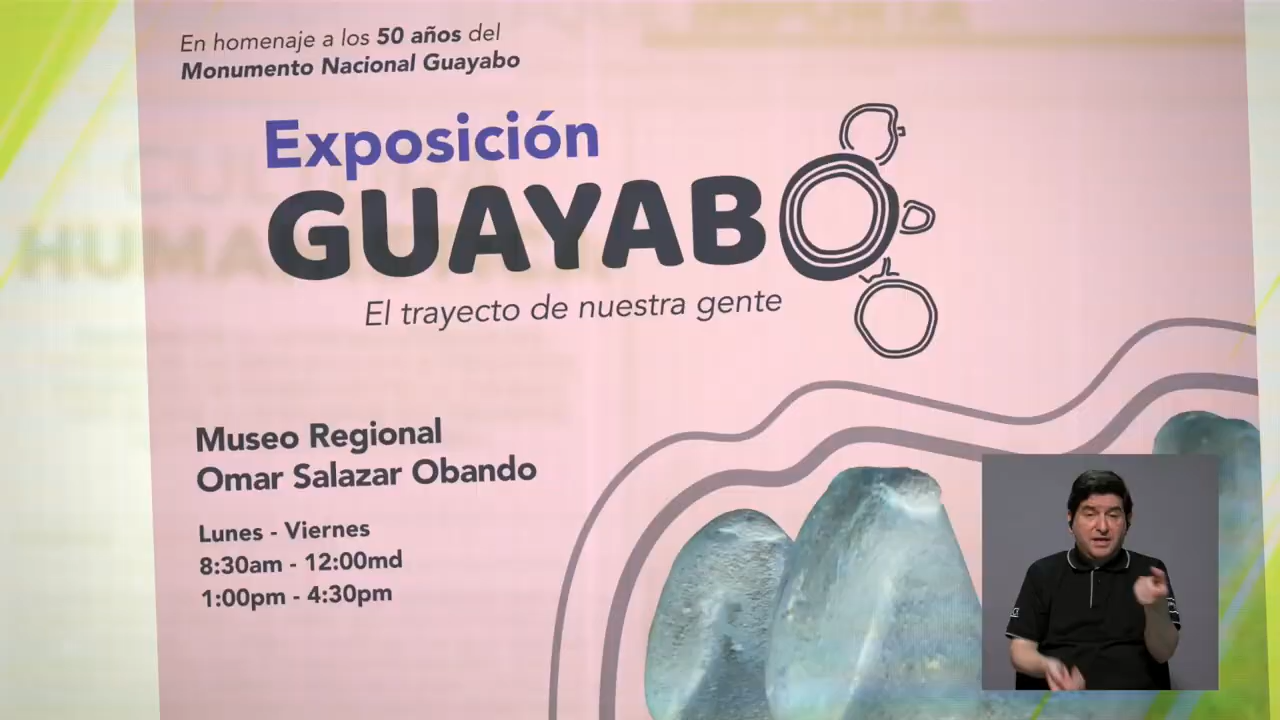 En homenaje a los 50 años del
Monumento Nacional Guayabo
Exposición
GUAYABO
El trayecto de nuestra gente
Museo Regional
Omar Salazar Obando
Lunes - Viernes
8:30am - 12:00md
1:00pm - 4:30pm